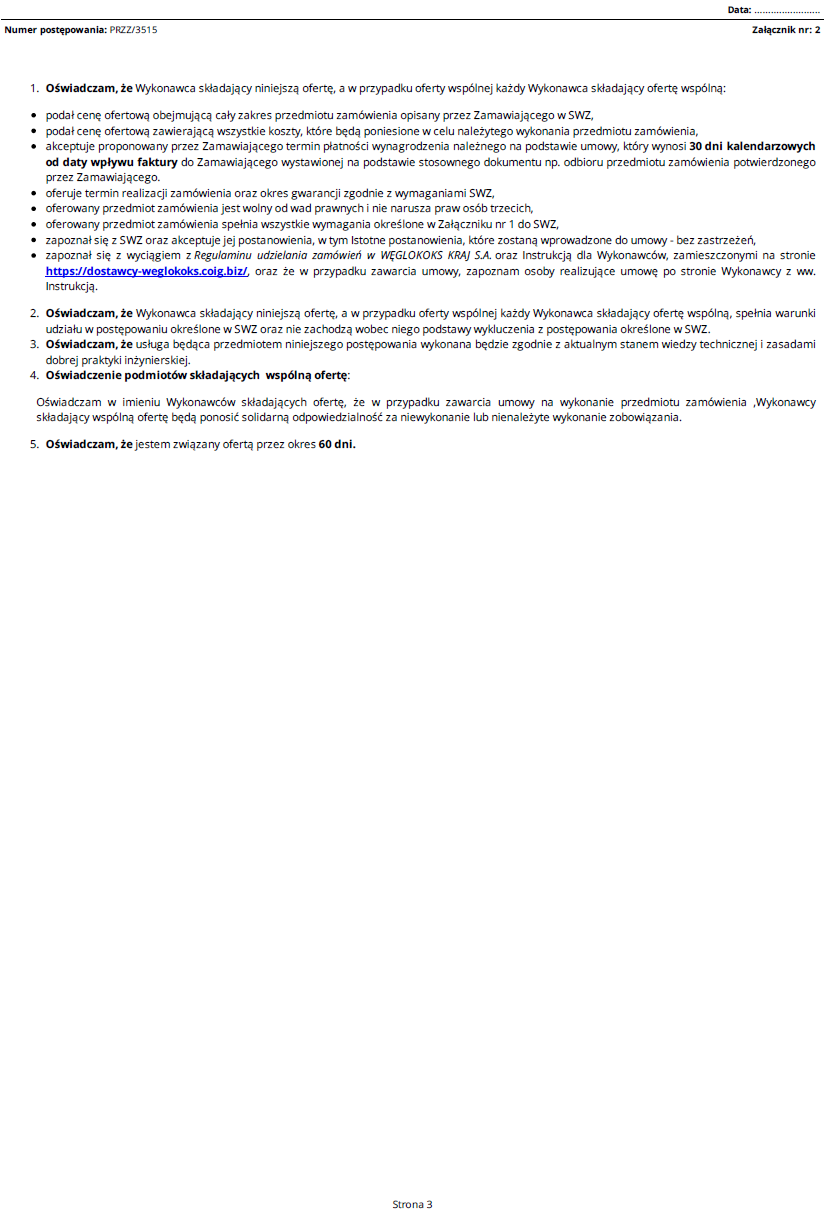 Data: ........................
Numer postępowania: PRZZ/3515 Załącznik nr: 2
1. Oświadczam, że Wykonawca składający niniejszą ofertę, a w przypadku oferty wspólnej każdy Wykonawca składający ofertę wspólną:
• podał cenę ofertową obejmującą cały zakres przedmiotu zamówienia opisany przez Zamawiającego w SWZ,
• podał cenę ofertową zawierającą wszystkie koszty, które będą poniesione w celu należytego wykonania przedmiotu zamówienia,
• akceptuje proponowany przez Zamawiającego termin płatności wynagrodzenia należnego na podstawie umowy, który wynosi 30 dni kalendarzowych
od daty wpływu faktury do Zamawiającego wystawionej na podstawie stosownego dokumentu np. odbioru przedmiotu zamówienia potwierdzonego
przez Zamawiającego.
• oferuje termin realizacji zamówienia oraz okres gwarancji zgodnie z wymaganiami SWZ,
• oferowany przedmiot zamówienia jest wolny od wad prawnych i nie narusza praw osób trzecich,
• oferowany przedmiot zamówienia spełnia wszystkie wymagania określone w Załączniku nr 1 do SWZ,
• zapoznał się z SWZ oraz akceptuje jej postanowienia, w tym Istotne postanowienia, które zostaną wprowadzone do umowy - bez zastrzeżeń,
• zapoznał się z wyciągiem z Regulaminu udzielania zamówień w WĘGLOKOKS KRAJ S.A. oraz Instrukcją dla Wykonawców, zamieszczonymi na stronie
https://dostawcy-weglokoks.coig.biz/, oraz że w przypadku zawarcia umowy, zapoznam osoby realizujące umowę po stronie Wykonawcy z ww.
Instrukcją.
2. Oświadczam, że Wykonawca składający niniejszą ofertę, a w przypadku oferty wspólnej każdy Wykonawca składający ofertę wspólną, spełnia warunki
udziału w postępowaniu określone w SWZ oraz nie zachodzą wobec niego podstawy wykluczenia z postępowania określone w SWZ.
3. Oświadczam, że usługa będąca przedmiotem niniejszego postępowania wykonana będzie zgodnie z aktualnym stanem wiedzy technicznej i zasadami
dobrej praktyki inżynierskiej.
4. Oświadczenie podmiotów składających wspólną ofertę:
Oświadczam w imieniu Wykonawców składających ofertę, że w przypadku zawarcia umowy na wykonanie przedmiotu zamówienia ,Wykonawcy
składający wspólną ofertę będą ponosić solidarną odpowiedzialność za niewykonanie lub nienależyte wykonanie zobowiązania.
5. Oświadczam, że jestem związany ofertą przez okres 60 dni.
Strona 3